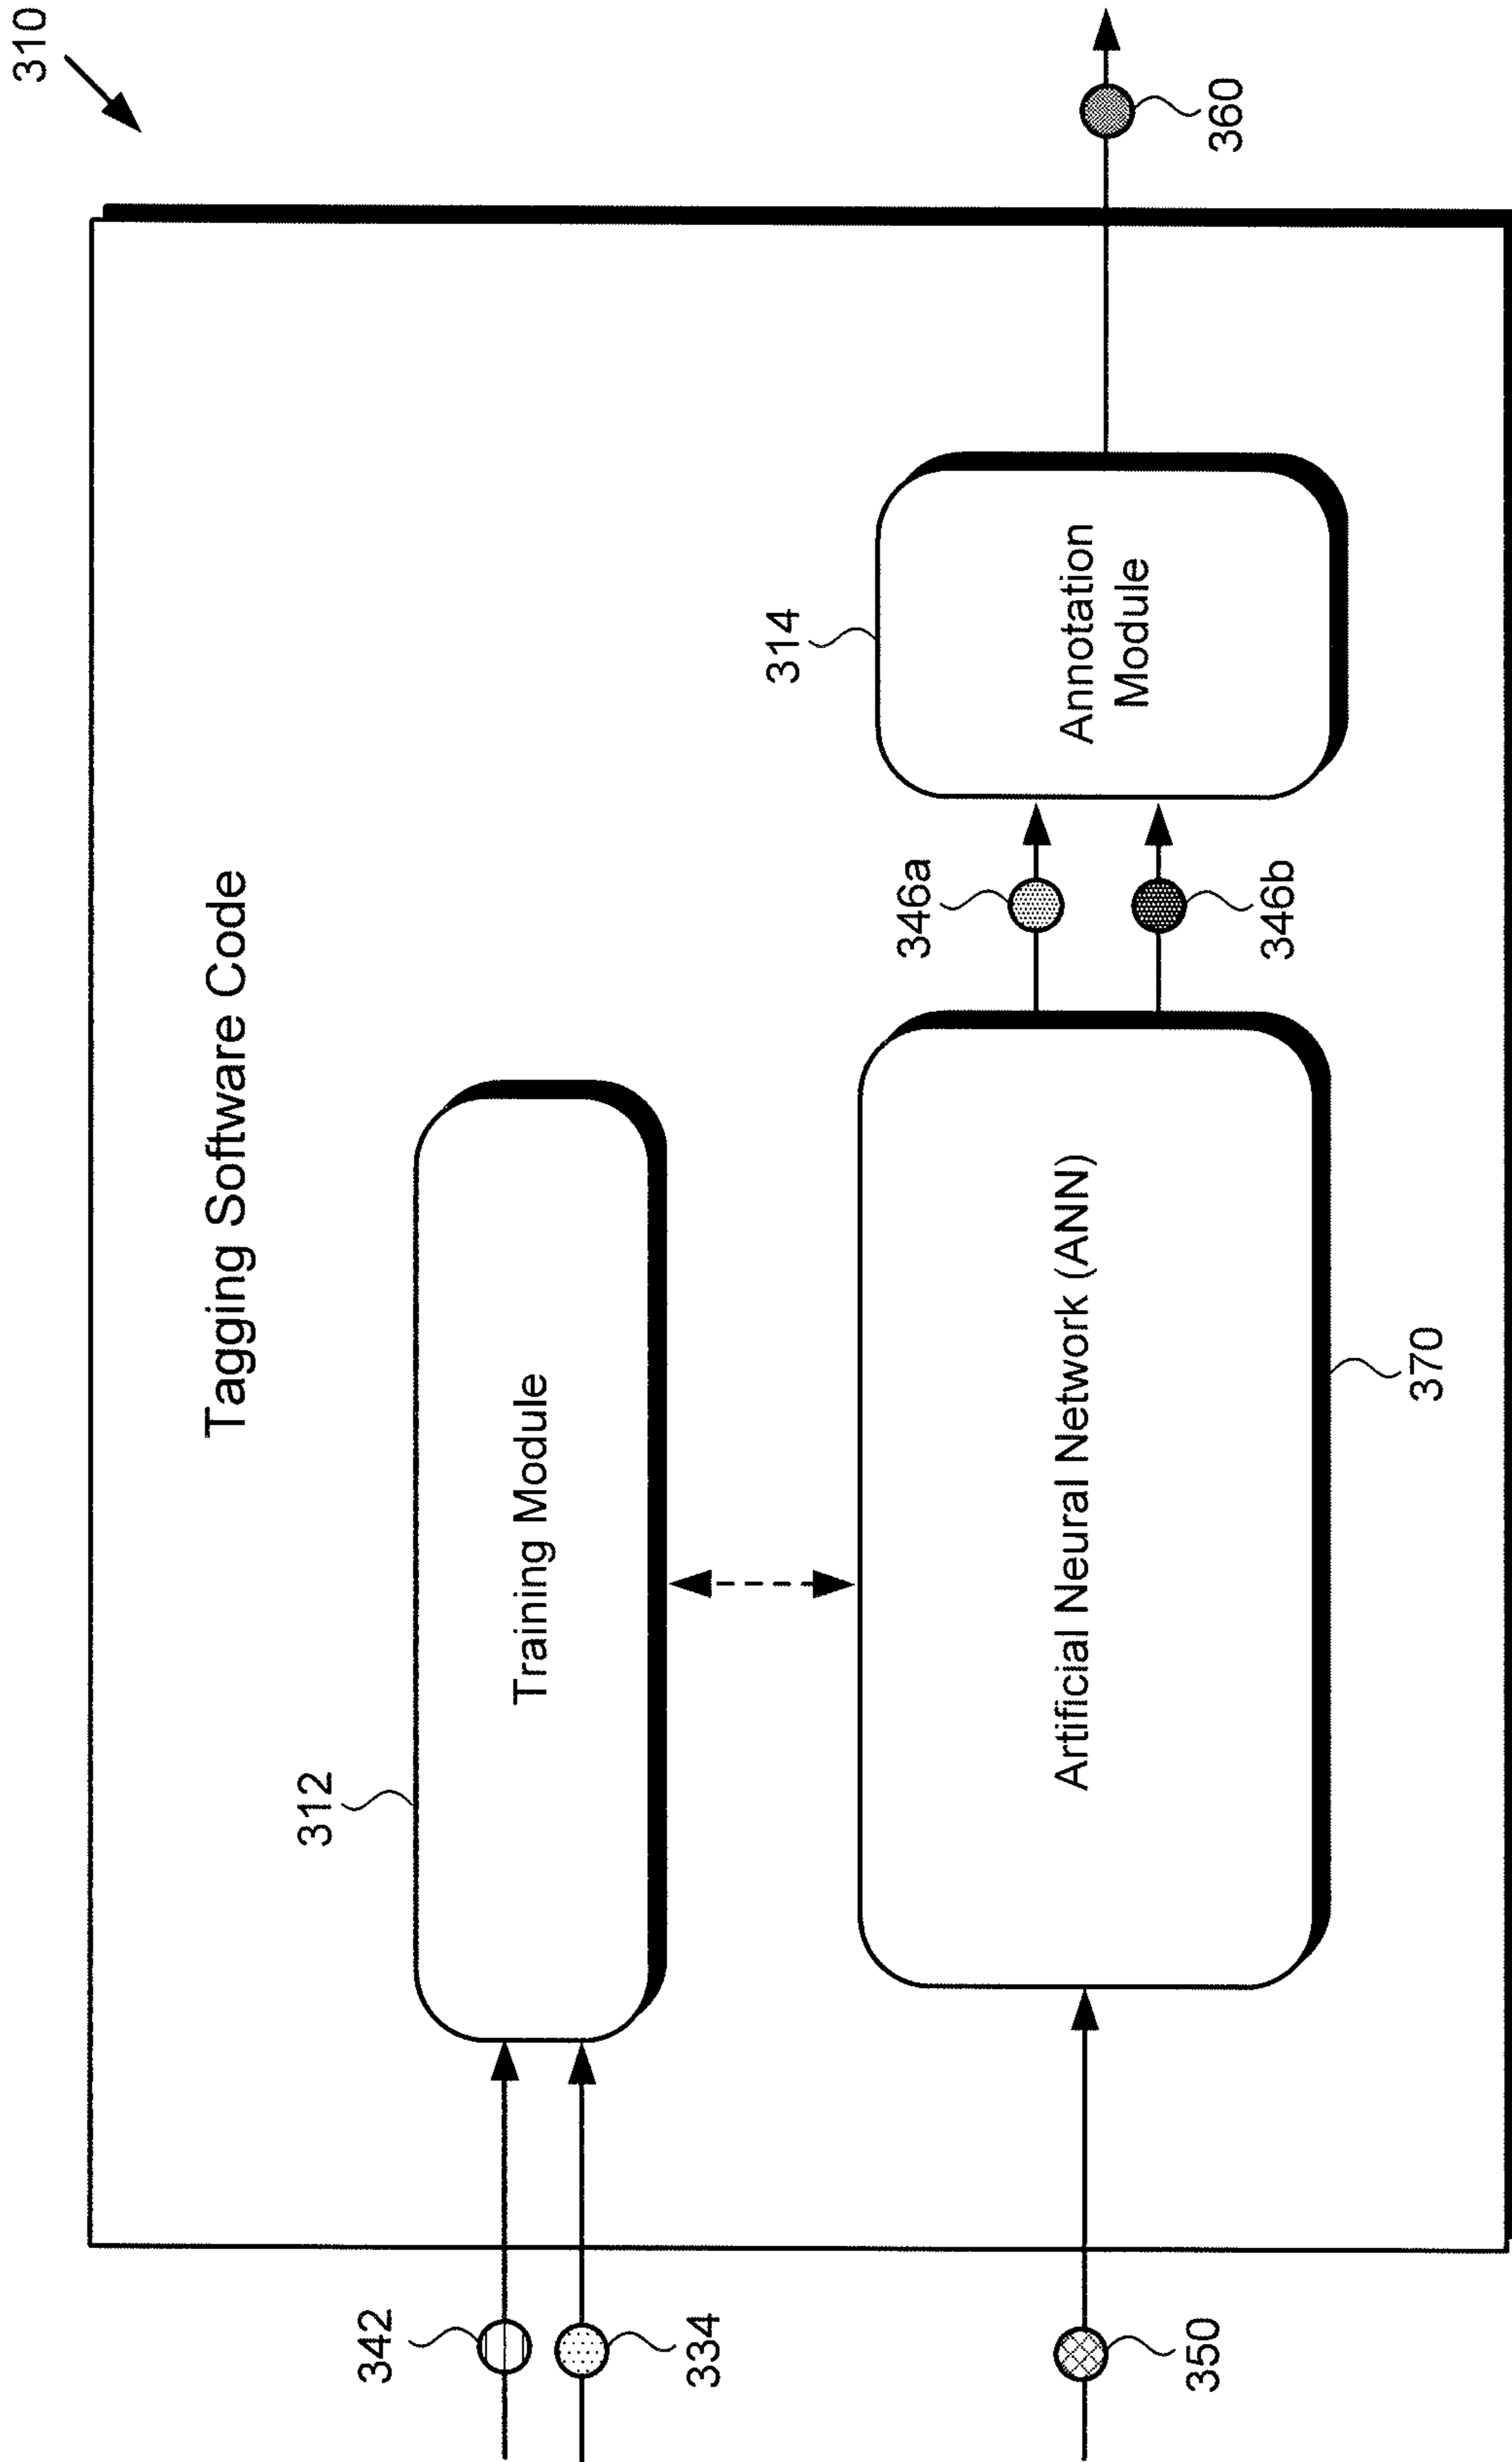 310
Tagging Software Code
312
Training Module
342
334
Artificial Neural Network (ANN)
370
350
346a
346b
314
Annotation
Module
360